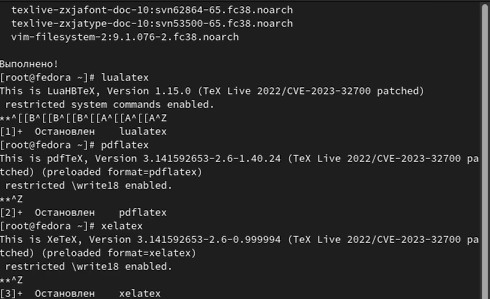 texlive-zxjafont-doc-10:svn62864-65.fc38.noarch
texlive-zxjatype-doc-10:svn53500-65.fc38.noarch
vim-filesystem-2:9.1.076-2.fc38.noarch
Выполнено!
[root@fedora ~]# lualatex
This is LuaHBTeX, Version 1.15.0 (TeX Live 2022/CVE-2023-32700 patched)
restricted system commands enabled.
**^[[B^[[B^[[B^[[A^[[A^[[A^Z
[1]+  Остановлен    lualatex
[root@fedora ~]# pdflatex
This is pdfTeX, Version 3.141592653-2.6-1.40.24 (TeX Live 2022/CVE-2023-32700 pa
tched) (preloaded format=pdflatex)
restricted \write18 enabled.
**^Z
[2]+  Остановлен    pdflatex
[root@fedora ~]# xelatex
This is XeTeX, Version 3.141592653-2.6-0.999994 (TeX Live 2022/CVE-2023-32700 pa
tched) (preloaded format=xelatex)
restricted \write18 enabled.
**^Z
[3]+  Остановлен    xelatex